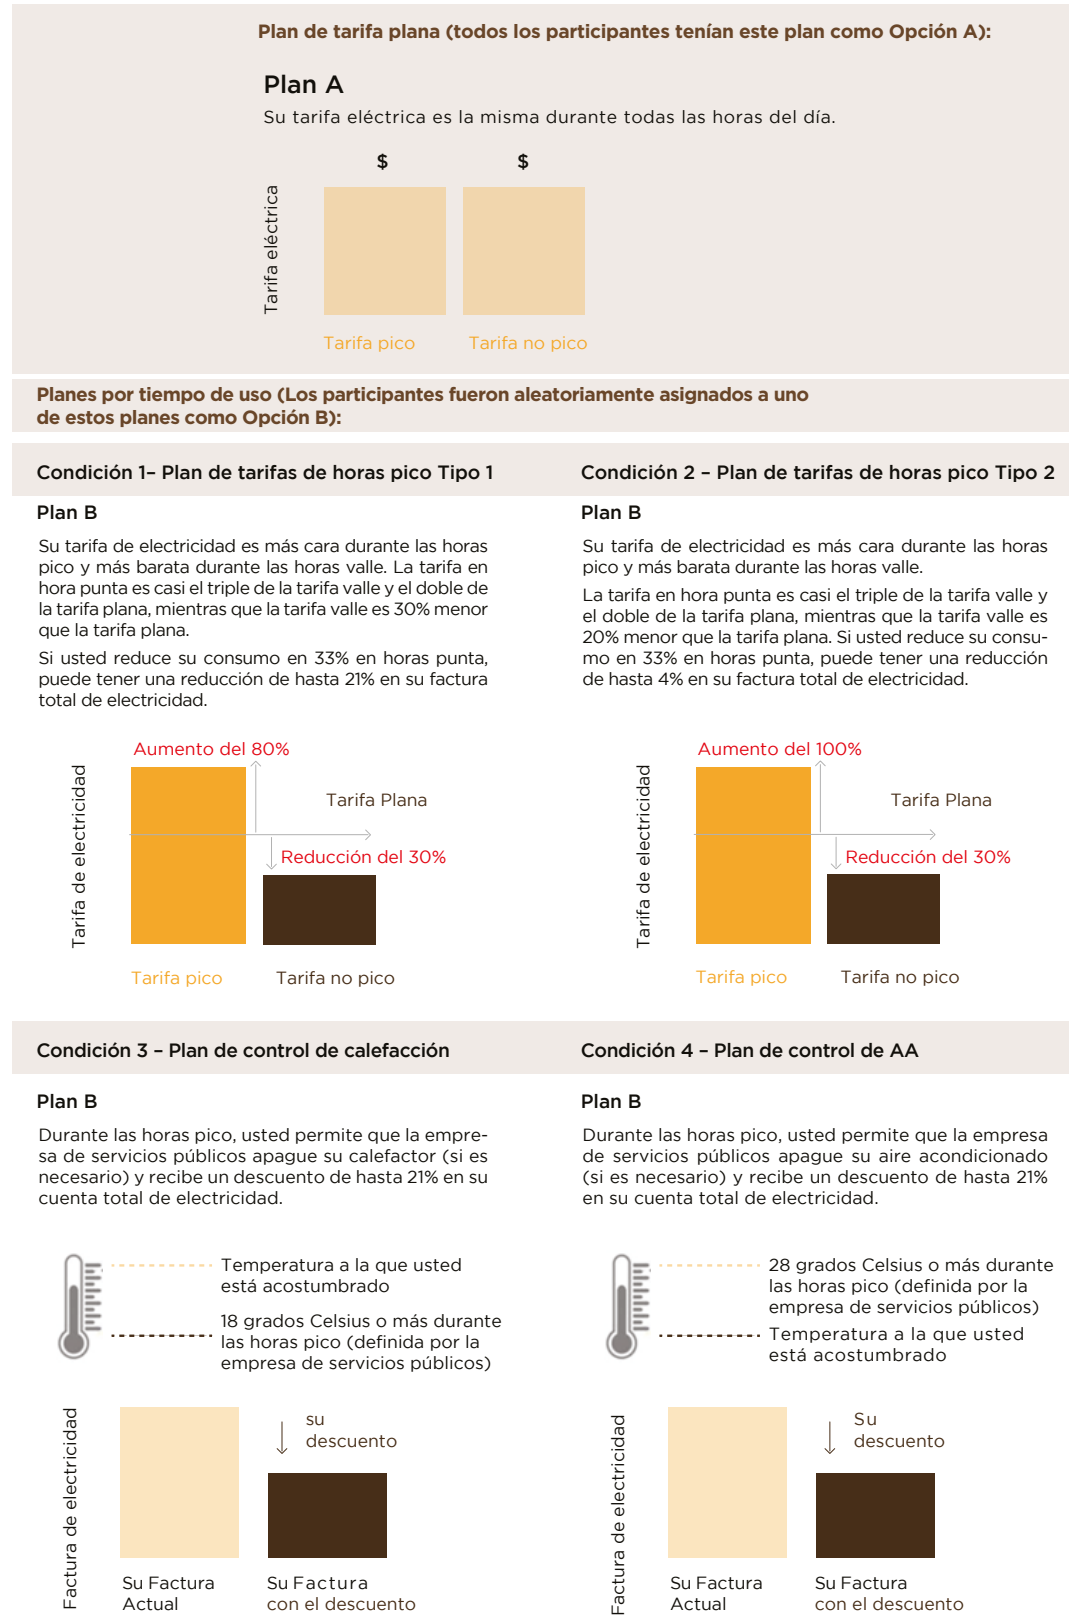 Plan de tarifa plana (todos los participantes tenían este plan como Opción A):
Plan A
Su tarifa eléctrica es la misma durante todas las horas del día.
$ $
Tarifa eléctrica
Tarifa pico Tarifa no pico
Planes por tiempo de uso (Los participantes fueron aleatoriamente asignados a uno
de estos planes como Opción B):
Condición 1– Plan de tarifas de horas pico Tipo 1
Plan B
Su tarifa de electricidad es más cara durante las horas
pico y más barata durante las horas valle. La tarifa en
hora punta es casi el triple de la tarifa valle y el doble de
la tarifa plana, mientras que la tarifa valle es 30% menor
que la tarifa plana.
Si usted reduce su consumo en 33% en horas punta,
puede tener una reducción de hasta 21% en su factura
total de electricidad.
Aumento del 80%
Tarifa de electricidad
Tarifa Plana
Reducción del 30%
Tarifa pico Tarifa no pico
Condición 2 – Plan de tarifas de horas pico Tipo 2
Plan B
Su tarifa de electricidad es más cara durante las horas
pico y más barata durante las horas valle.
La tarifa en hora punta es casi el triple de la tarifa valle y
el doble de la tarifa plana, mientras que la tarifa valle es
20% menor que la tarifa plana. Si usted reduce su consu-
mo en 33% en horas punta, puede tener una reducción
de hasta 4% en su factura total de electricidad.
Aumento del 100%
Tarifa de electricidad
Tarifa Plana
Reducción del 30%
Tarifa pico Tarifa no pico
Condición 3 – Plan de control de calefacción
Plan B
Durante las horas pico, usted permite que la empre-
sa de servicios públicos apague su calefactor (si es
necesario) y recibe un descuento de hasta 21% en su
cuenta total de electricidad.
Temperatura a la que usted
está acostumbrado
18 grados Celsius o más durante
las horas pico (definida por la
empresa de servicios públicos)
Factura de electricidad
su
descuento
Su Factura
Actual
Su Factura
con el descuento
Condición 4 – Plan de control de AA
Plan B
Durante las horas pico, usted permite que la empresa
de servicios públicos apague su aire acondicionado
(si es necesario) y recibe un descuento de hasta 21%
en su cuenta total de electricidad.
28 grados Celsius o más durante
las horas pico (definida por la
empresa de servicios públicos)
Temperatura a la que usted
está acostumbrado
Factura de electricidad
Su
descuento
Su Factura
Actual
Su Factura
con el descuento